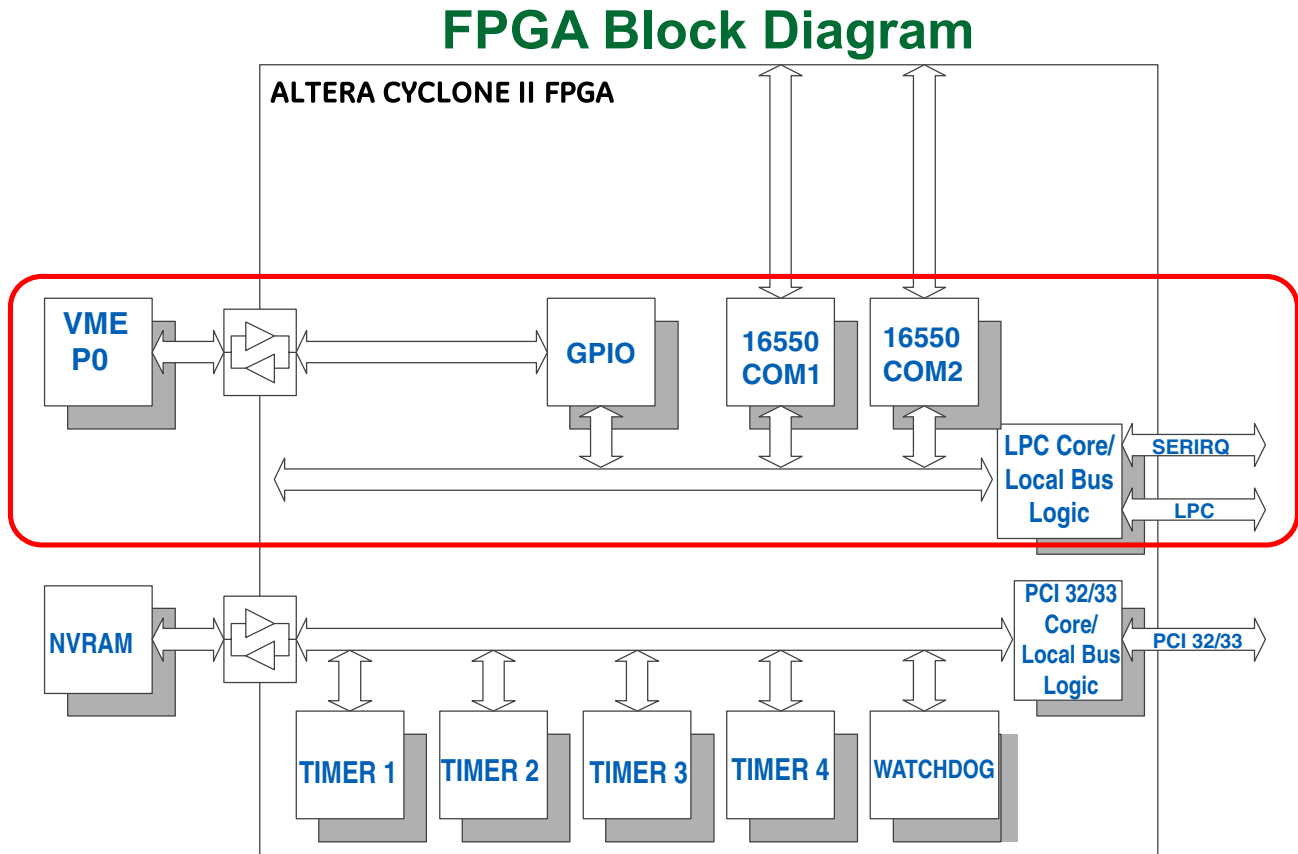 FPGA Block Diagram
ALTERA CYCLONE II FPGA
VME
P0
GPIO
16550
COM1
16550
COM2
LPC Core/
Local Bus
Logic
SERIRQ
LPC
NVRAM
PCI 32/33
Core/
Local Bus
Logic
PCI 32/33
TIMER 1
TIMER 2
TIMER 3
TIMER 4
WATCHDOG